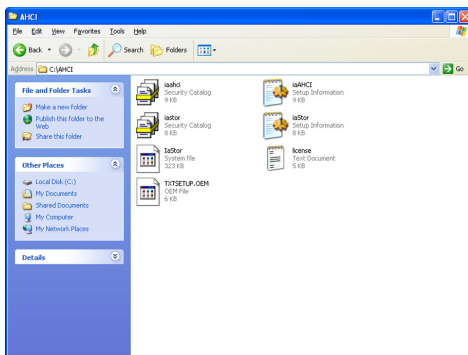 AHCI
File Edit View Favorites Tools Help
Back Search Folders
Address C:\AHCI Go
File and Folder Tasks
Make a new folder
Publish this folder to the
Web
Share this folder
Other Places
Local Disk (C:)
My Documents
Shared Documents
My Computer
My Network Places
Details
iaahci
Security Catalog
9 KB
iaAHCI
Setup Information
9 KB
iastor
Security Catalog
8 KB
iaStor
Setup Information
8 KB
IaStor
System file
323 KB
license
Text Document
5 KB
TXTSETUP.OEM
OEM File
6 KB